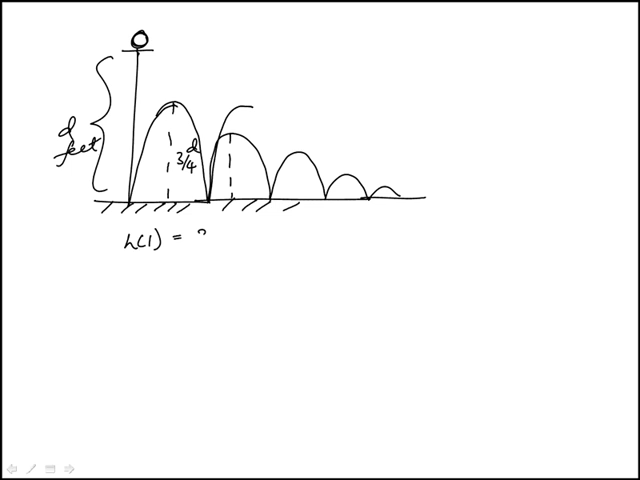 d
feet
3/4 d
h(1) = ?